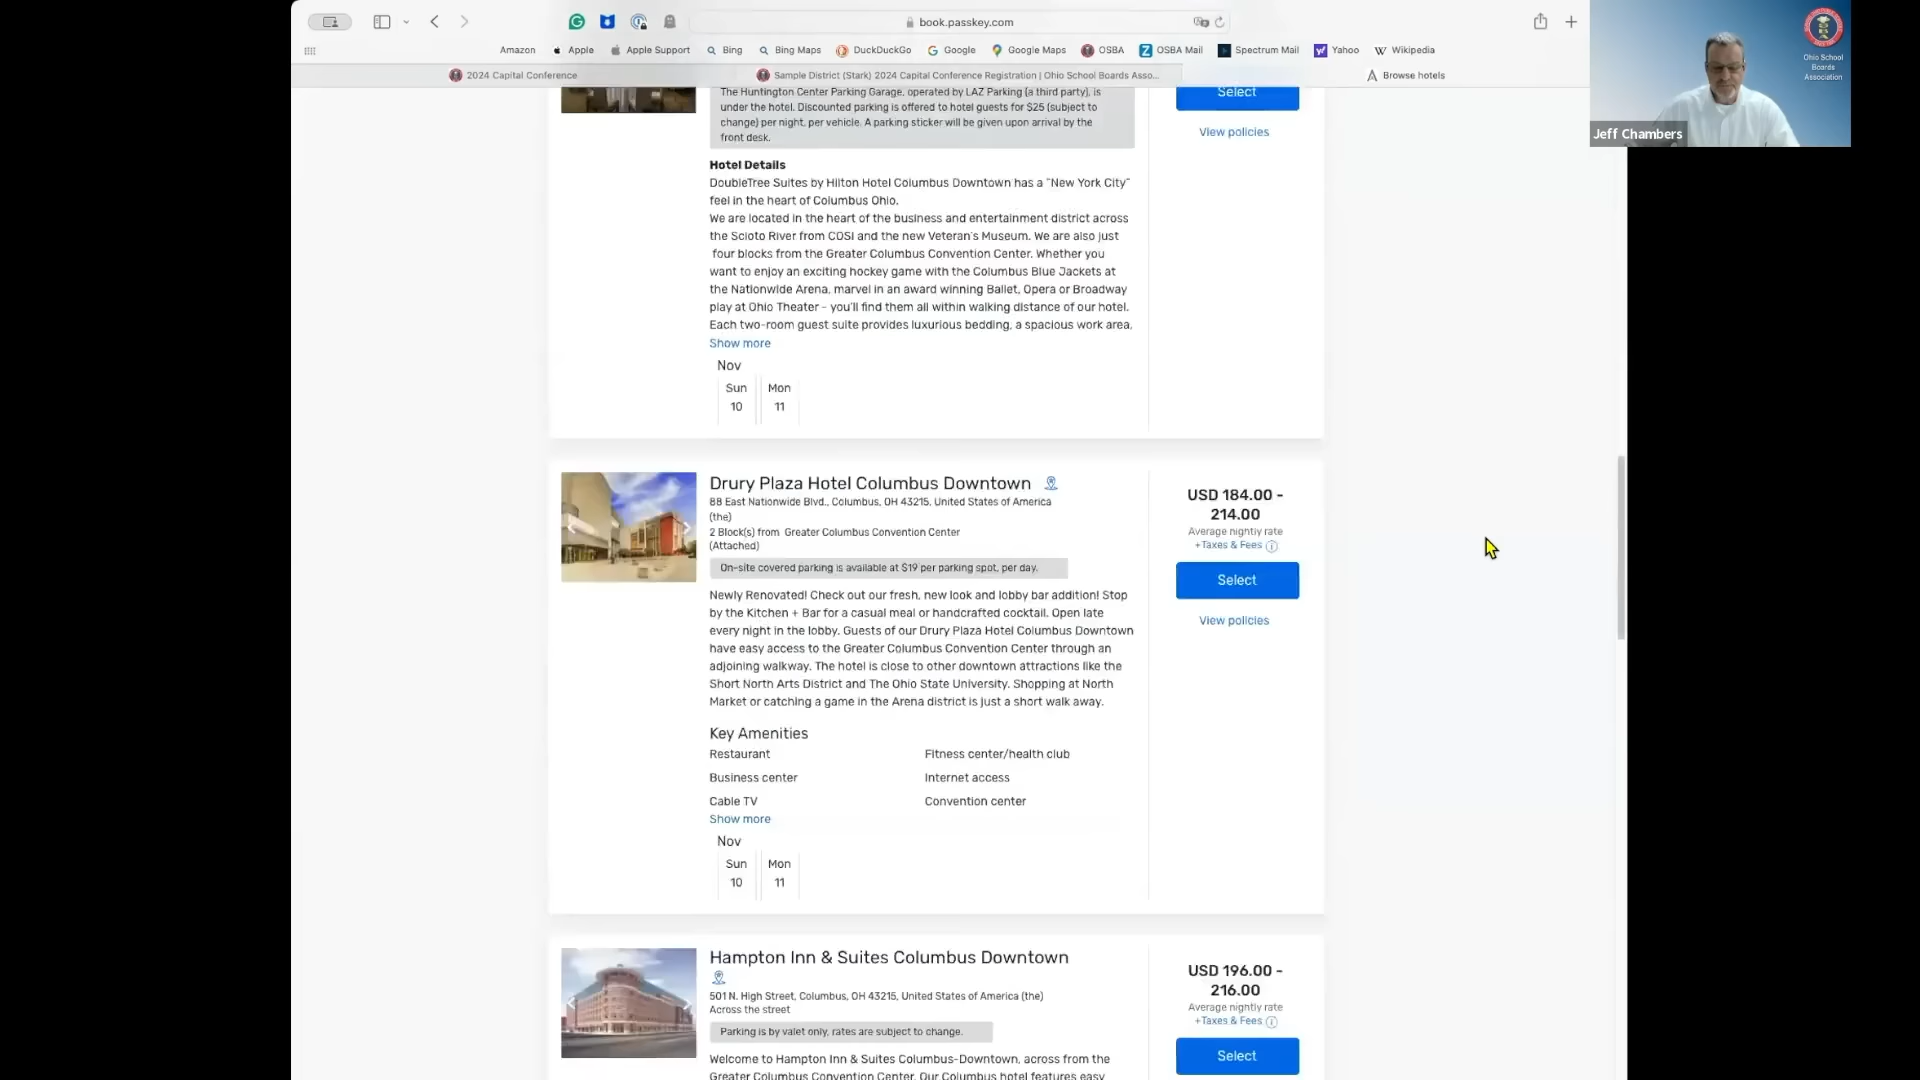 book.passkey.com
Amazon Apple Apple Support Bing Bing Maps DuckDuckGo Google Google Maps OSBA OSBA Mail Spectrum Mail Yahoo Wikipedia
2024 Capital Conference
Sample District (Stark) 2024 Capital Conference Registration | Ohio School Boards Asso...
Browse hotels
Ohio School
Boards
Association
Jeff Chambers
The Huntington Center Parking Garage, operated by LAZ Parking (a third party), is
under the hotel. Discounted parking is offered to hotel guests for $25 (subject to
change) per night, per vehicle. A parking sticker will be given upon arrival by the
front desk.
Select
View policies
Hotel Details
DoubleTree Suites by Hilton Hotel Columbus Downtown has a "New York City"
feel in the heart of Columbus Ohio.
We are located in the heart of the business and entertainment district across
the Scioto River from COSI and the new Veteran's Museum. We are also just
four blocks from the Greater Columbus Convention Center. Whether you
want to enjoy an exciting hockey game with the Columbus Blue Jackets at
the Nationwide Arena, marvel in an award winning Ballet, Opera or Broadway
play at Ohio Theater - you'll find them all within walking distance of our hotel.
Each two-room guest suite provides luxurious bedding, a spacious work area,
Show more
Nov
Sun Mon
10 11
Drury Plaza Hotel Columbus Downtown
88 East Nationwide Blvd., Columbus, OH 43215, United States of America
(the)
2 Block(s) from Greater Columbus Convention Center
(Attached)
On-site covered parking is available at $19 per parking spot, per day.
USD 184.00 -
214.00
Average nightly rate
+Taxes & Fees
Select
View policies
Newly Renovated! Check out our fresh, new look and lobby bar addition! Stop
by the Kitchen + Bar for a casual meal or handcrafted cocktail. Open late
every night in the lobby. Guests of our Drury Plaza Hotel Columbus Downtown
have easy access to the Greater Columbus Convention Center through an
adjoining walkway. The hotel is close to other downtown attractions like the
Short North Arts District and The Ohio State University. Shopping at North
Market or catching a game in the Arena district is just a short walk away.
Key Amenities
Restaurant Fitness center/health club
Business center Internet access
Cable TV Convention center
Show more
Nov
Sun Mon
10 11
Hampton Inn & Suites Columbus Downtown
501 N. High Street, Columbus, OH 43215, United States of America (the)
Across the street
Parking is by valet only, rates are subject to change.
USD 196.00 -
216.00
Average nightly rate
+Taxes & Fees
Select
Welcome to Hampton Inn & Suites Columbus-Downtown, across from the
Greater Columbus Convention Center. Our Columbus hotel features easy